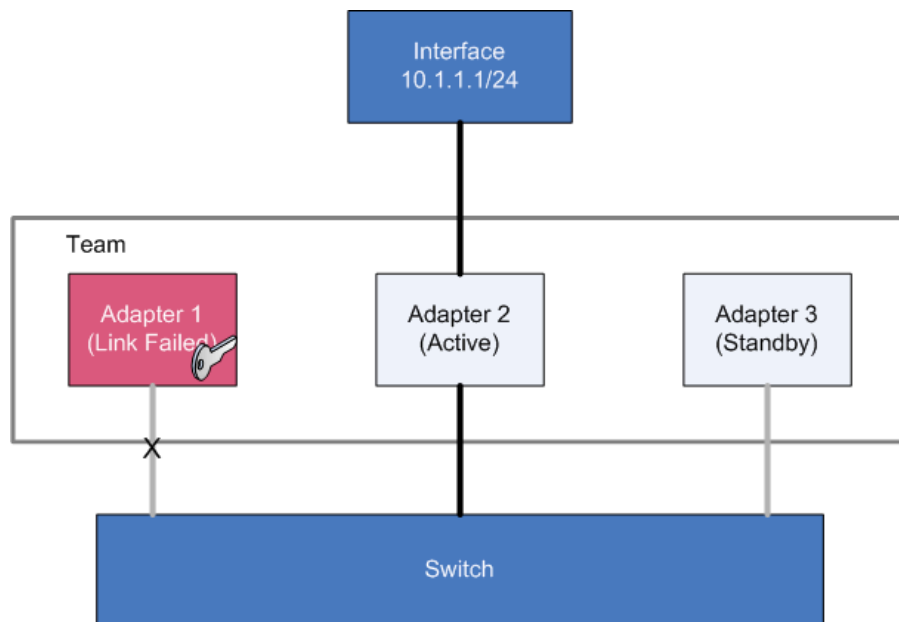 Interface
10.1.1.1/24
Team
Adapter 1
(Link Failed)
Adapter 2
(Active)
Adapter 3
(Standby)
X
Switch